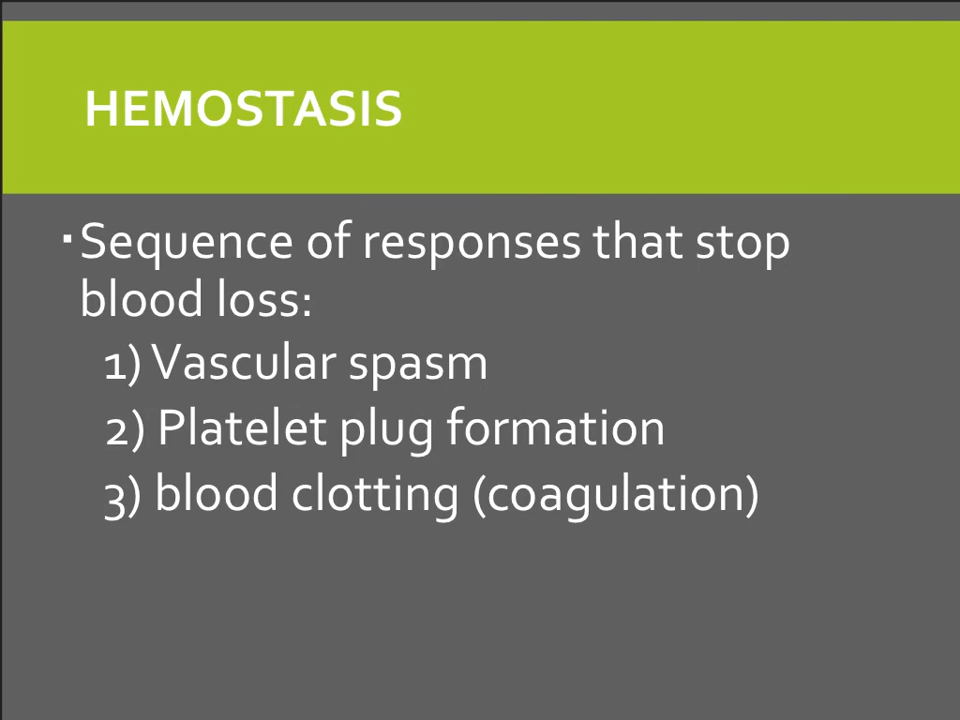 HEMOSTASIS
▪ Sequence of responses that stop
blood loss:
1) Vascular spasm
2) Platelet plug formation
3) blood clotting (coagulation)